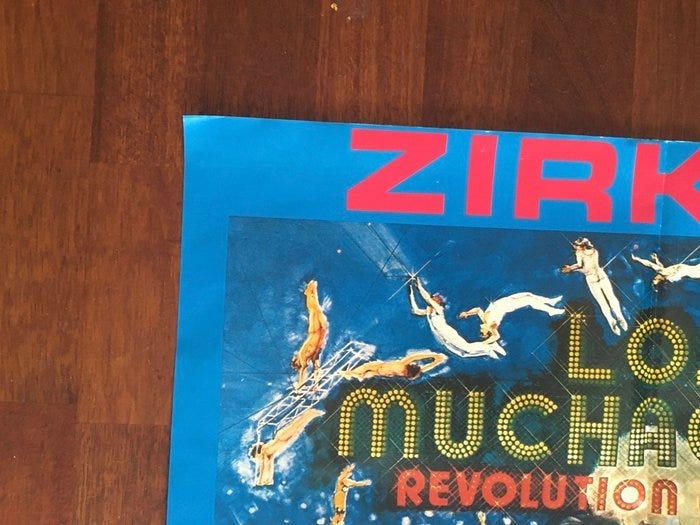 ZIRK
LO
MUCHAC
REVOLUTION I